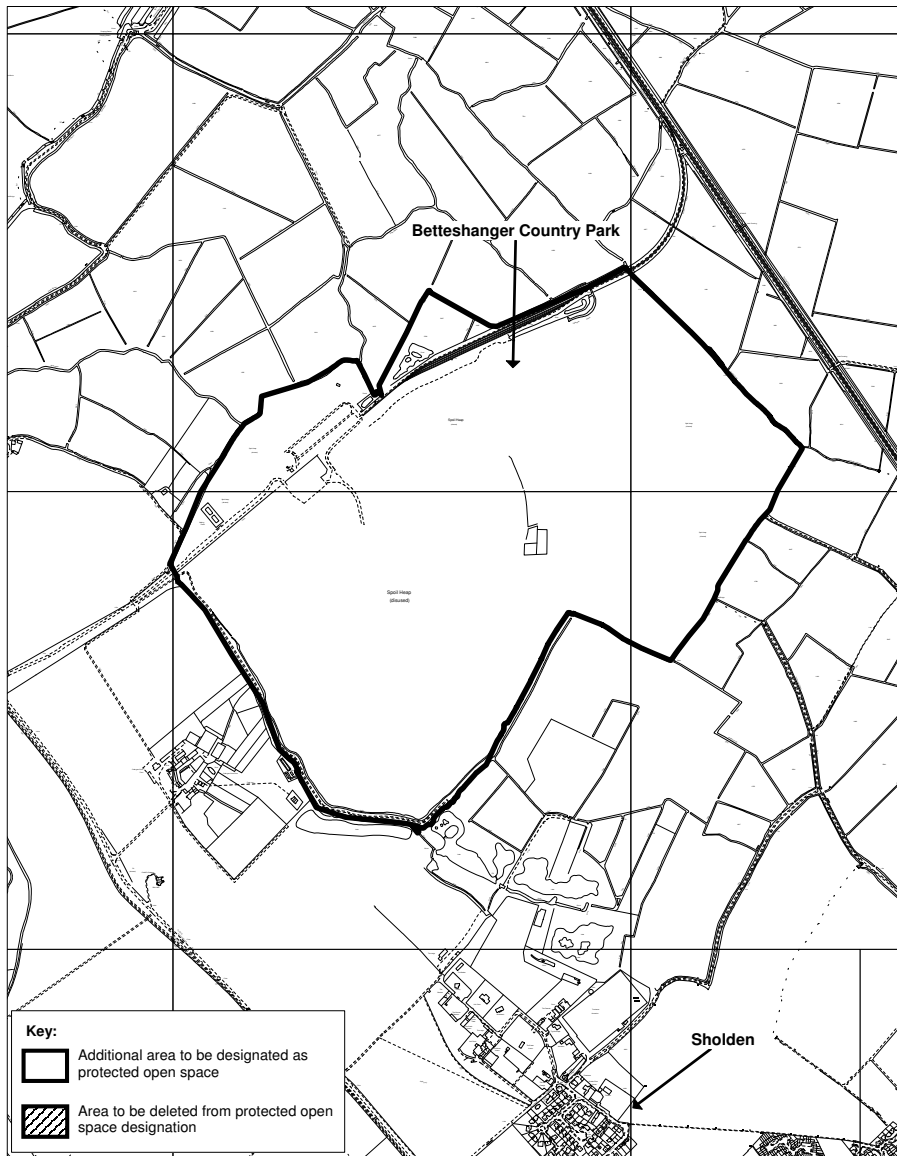 Betteshanger Country Park
Spoil Heap
Spoil Heap
(disused)
Sholden
Key:
Additional area to be designated as
protected open space
Area to be deleted from protected open
space designation